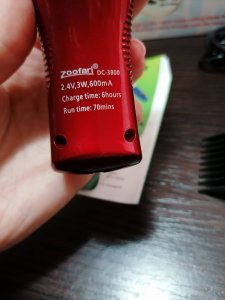 zoofari® DC-3800
2.4V,3W,600mA
Charge time: 6hours
Run time: 70mins